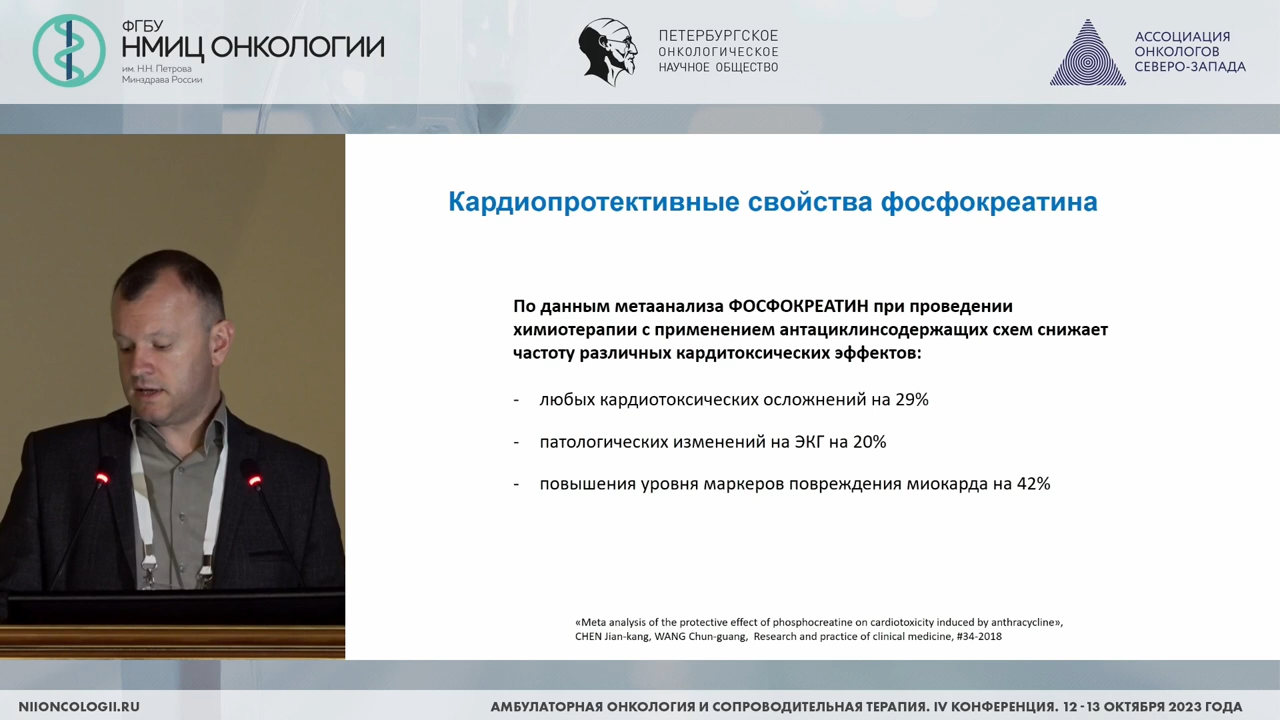 ФГБУ
НМИЦ ОНКОЛОГИИ
им. Н.Н. Петрова
Минздрава России
ПЕТЕРБУРГСКОЕ
ОНКОЛОГИЧЕСКОЕ
НАУЧНОЕ ОБЩЕСТВО
АССОЦИАЦИЯ
ОНКОЛОГОВ
СЕВЕРО-ЗАПАДА
Кардиопротективные свойства фосфокреатина
По данным метаанализа ФОСФОКРЕАТИН при проведении
химиотерапии с применением антациклинсодержащих схем снижает
частоту различных кардитоксических эффектов:
- любых кардиотоксических осложнений на 29%
- патологических изменений на ЭКГ на 20%
- повышения уровня маркеров повреждения миокарда на 42%
«Meta analysis of the protective effect of phosphocreatine on cardiotoxicity induced by anthracycline»,
CHEN Jian-kang, WANG Chun-guang, Research and practice of clinical medicine, #34-2018
NIIONCOLOGII.RU
АМБУЛАТОРНАЯ ОНКОЛОГИЯ И СОПРОВОДИТЕЛЬНАЯ ТЕРАПИЯ. IV КОНФЕРЕНЦИЯ. 12 - 13 ОКТЯБРЯ 2023 ГОДА